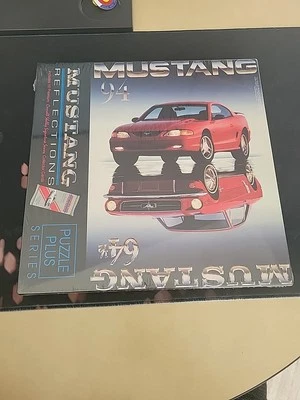 MUSTANG
94
MUSTANG
REFLECTIONS
PUZZLE
PLUS
SERIES
64½
MUSTANG